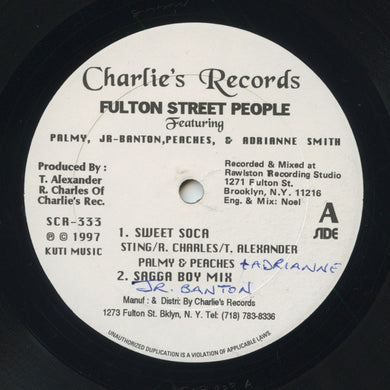 Charlie's Records
FULTON STREET PEOPLE
Featuring
PALMY, JR-BANTON,PEACHES, & ADRIANNE SMITH
Produced By :
T. Alexander
R. Charles Of
Charlie's Rec.
Recorded & Mixed at
Rawlston Recording Studio
1271 Fulton St.
Brooklyn, N.Y. 11216
Eng. & Mix: Noel
SCR-333
℗ © 1997
KUTI MUSIC
A
SIDE
1. SWEET SOCA
STING/R. CHARLES/T. ALEXANDER
PALMY & PEACHES +ADRIANNE
2. SAGGA BOY MIX
JR. BANTON
Manuf : & Distri: By Charlie's Records
1273 Fulton St. Bklyn, N. Y. Tel: (718) 783-8336
UNAUTHORIZED DUPLICATION IS A VIOLATION OF APPLICABLE LAWS.